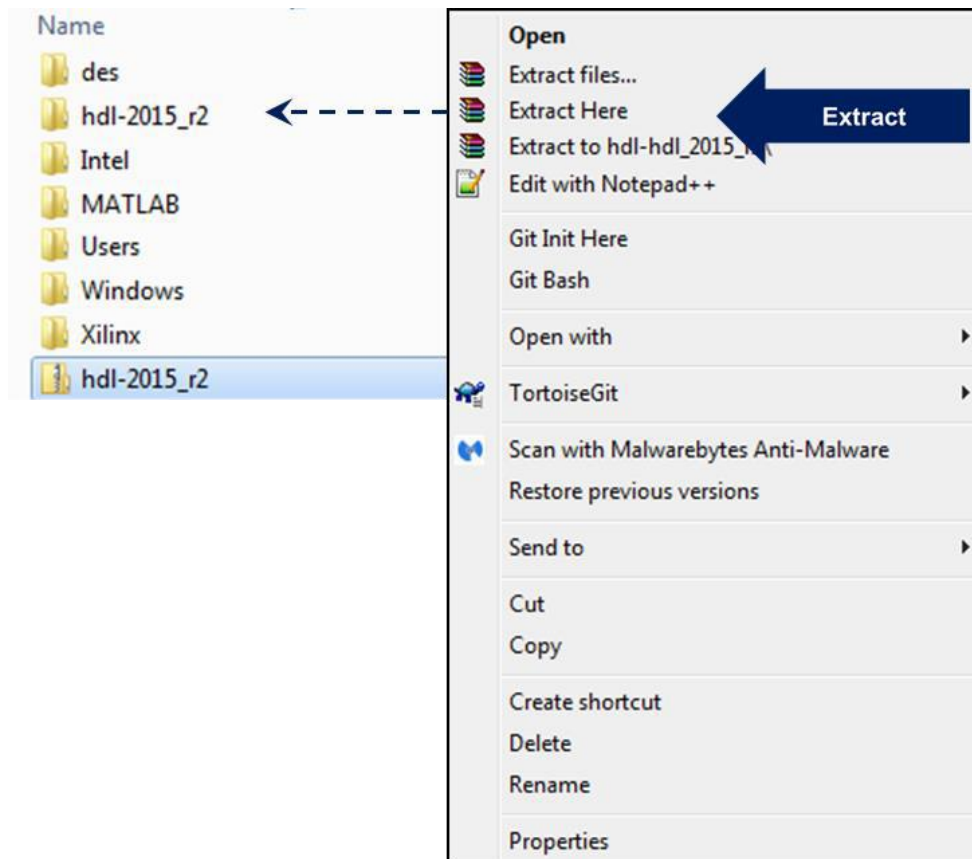 Name
des
hdl-2015_r2
Intel
MATLAB
Users
Windows
Xilinx
hdl-2015_r2
Open
Extract files...
Extract Here
Extract
Extract to
Edit with Notepad++
Git Init Here
Git Bash
Open with
TortoiseGit
Scan with Malwarebytes Anti-Malware
Restore previous versions
Send to
Cut
Copy
Create shortcut
Delete
Rename
Properties